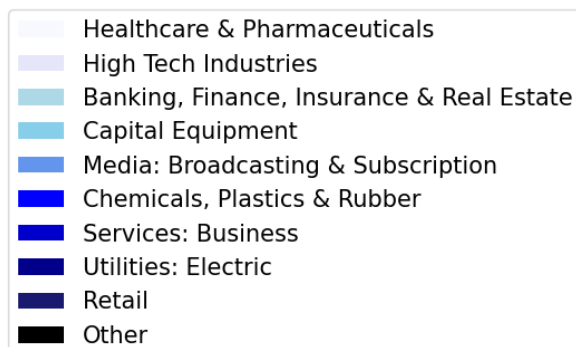 Healthcare & Pharmaceuticals
High Tech Industries
Banking, Finance, Insurance & Real Estate
Capital Equipment
Media: Broadcasting & Subscription
Chemicals, Plastics & Rubber
Services: Business
Utilities: Electric
Retail
Other